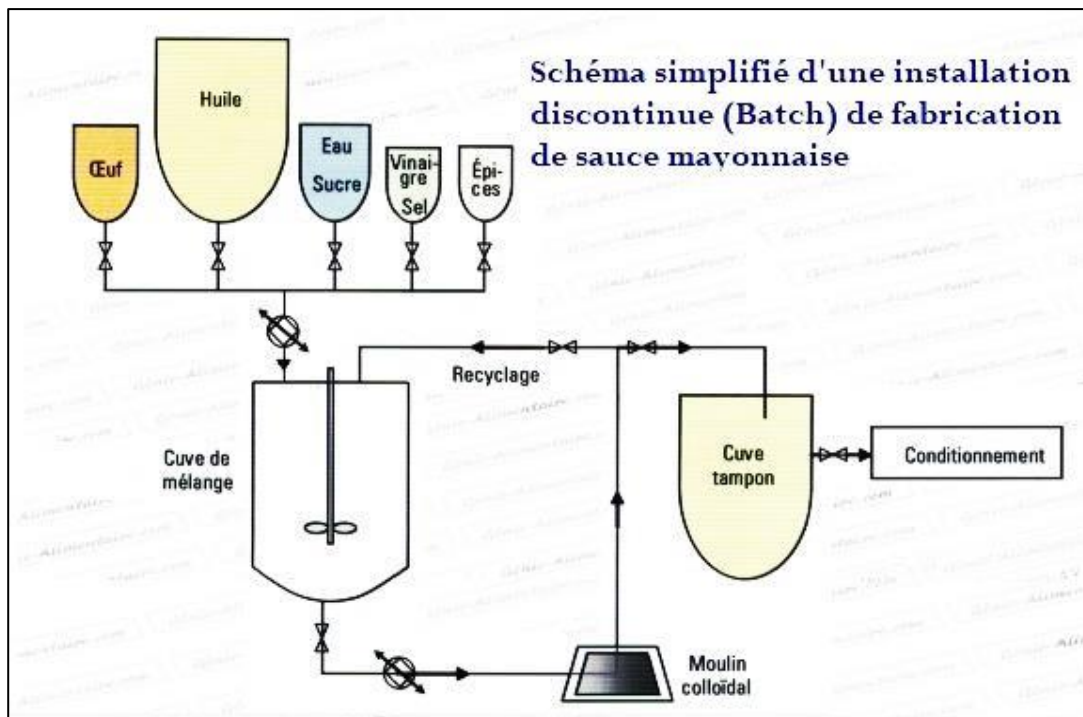 Schéma simplifié d'une installation
discontinue (Batch) de fabrication
de sauce mayonnaise
Huile
Œuf
Eau
Sucre
Vinai-
gre
Sel
Épi-
ces
Recyclage
Cuve de
mélange
Cuve
tampon
Conditionnement
Moulin
colloïdal